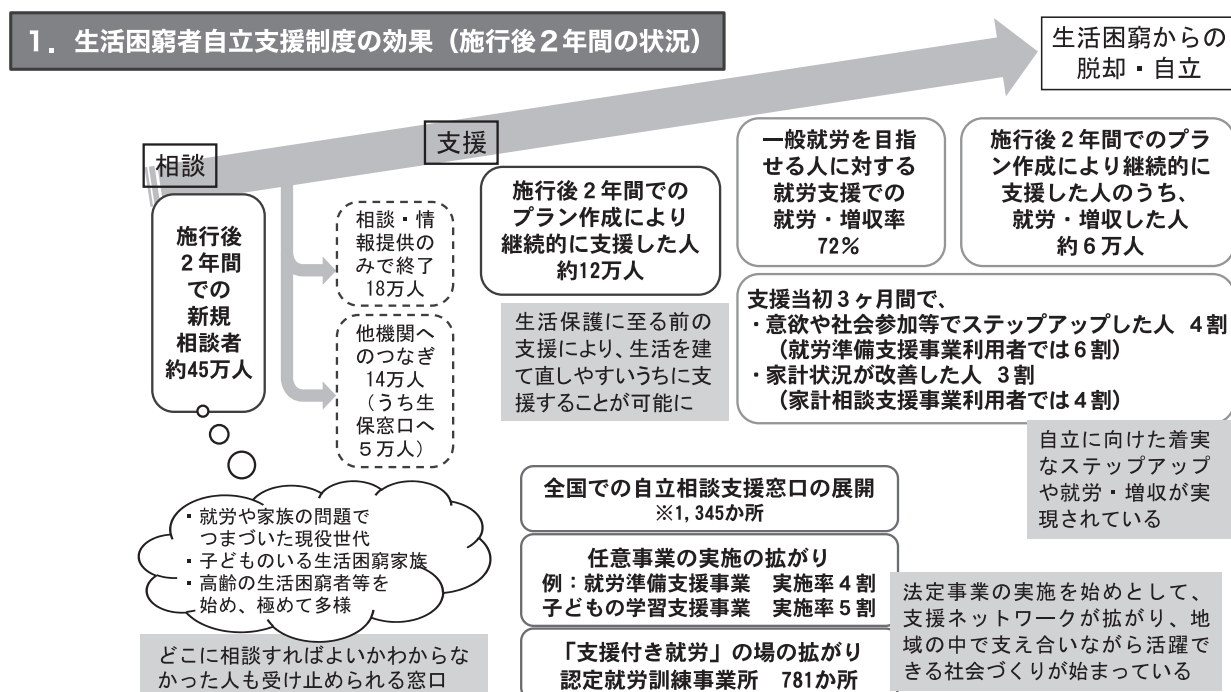 1．生活困窮者自立支援制度の効果（施行後２年間の状況）
生活困窮からの
脱却・自立
相談
支援
施行後
２年間
での
新規
相談者
約45万人
相談・情
報提供の
みで終了
18万人
他機関へ
のつなぎ
14万人
（うち生
保窓口へ
５万人）
施行後２年間での
プラン作成により
継続的に支援した人
約12万人
生活保護に至る前の
支援により、生活を建
て直しやすいうちに支
援することが可能に
一般就労を目指
せる人に対する
就労支援での
就労・増収率
72％
施行後２年間でのプラ
ン作成により継続的に
支援した人のうち、
就労・増収した人
約６万人
支援当初３ヶ月間で、
・意欲や社会参加等でステップアップした人 ４割
（就労準備支援事業利用者では６割）
・家計状況が改善した人 ３割
（家計相談支援事業利用者では４割）
自立に向けた着実
なステップアップ
や就労・増収が実
現されている
・就労や家族の問題で
つまづいた現役世代
・子どものいる生活困窮家族
・高齢の生活困窮者等を
始め、極めて多様
どこに相談すればよいかわからな
かった人も受け止められる窓口
全国での自立相談支援窓口の展開
※1,345か所
任意事業の実施の拡がり
例：就労準備支援事業　実施率４割
子どもの学習支援事業　実施率５割
「支援付き就労」の場の拡がり
認定就労訓練事業所　781か所
法定事業の実施を始めとして、
支援ネットワークが拡がり、地
域の中で支え合いながら活躍で
きる社会づくりが始まっている